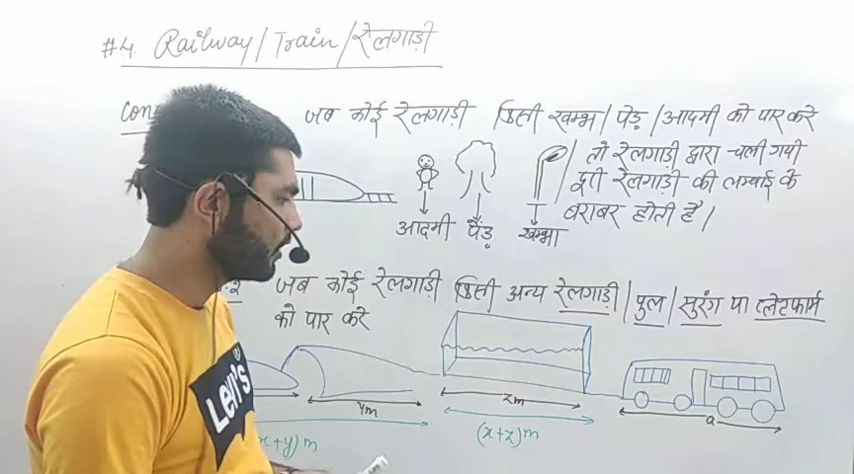 #4. Railway/Train/रेलगाड़ी
जब कोई रेलगाड़ी किसी खम्भा/पेड़/आदमी को पार करे
तो रेलगाड़ी द्वारा चली गयी
दूरी रेलगाड़ी की लम्बाई के
बराबर होती है/
आदमी पेंड़ खम्भा
जब कोई रेलगाड़ी किसी अन्य रेलगाड़ी/पुल/सुरंग या प्लेटफार्म
को पार करे
ym
zm
a
x+y)m
(x+z)m
Levi's